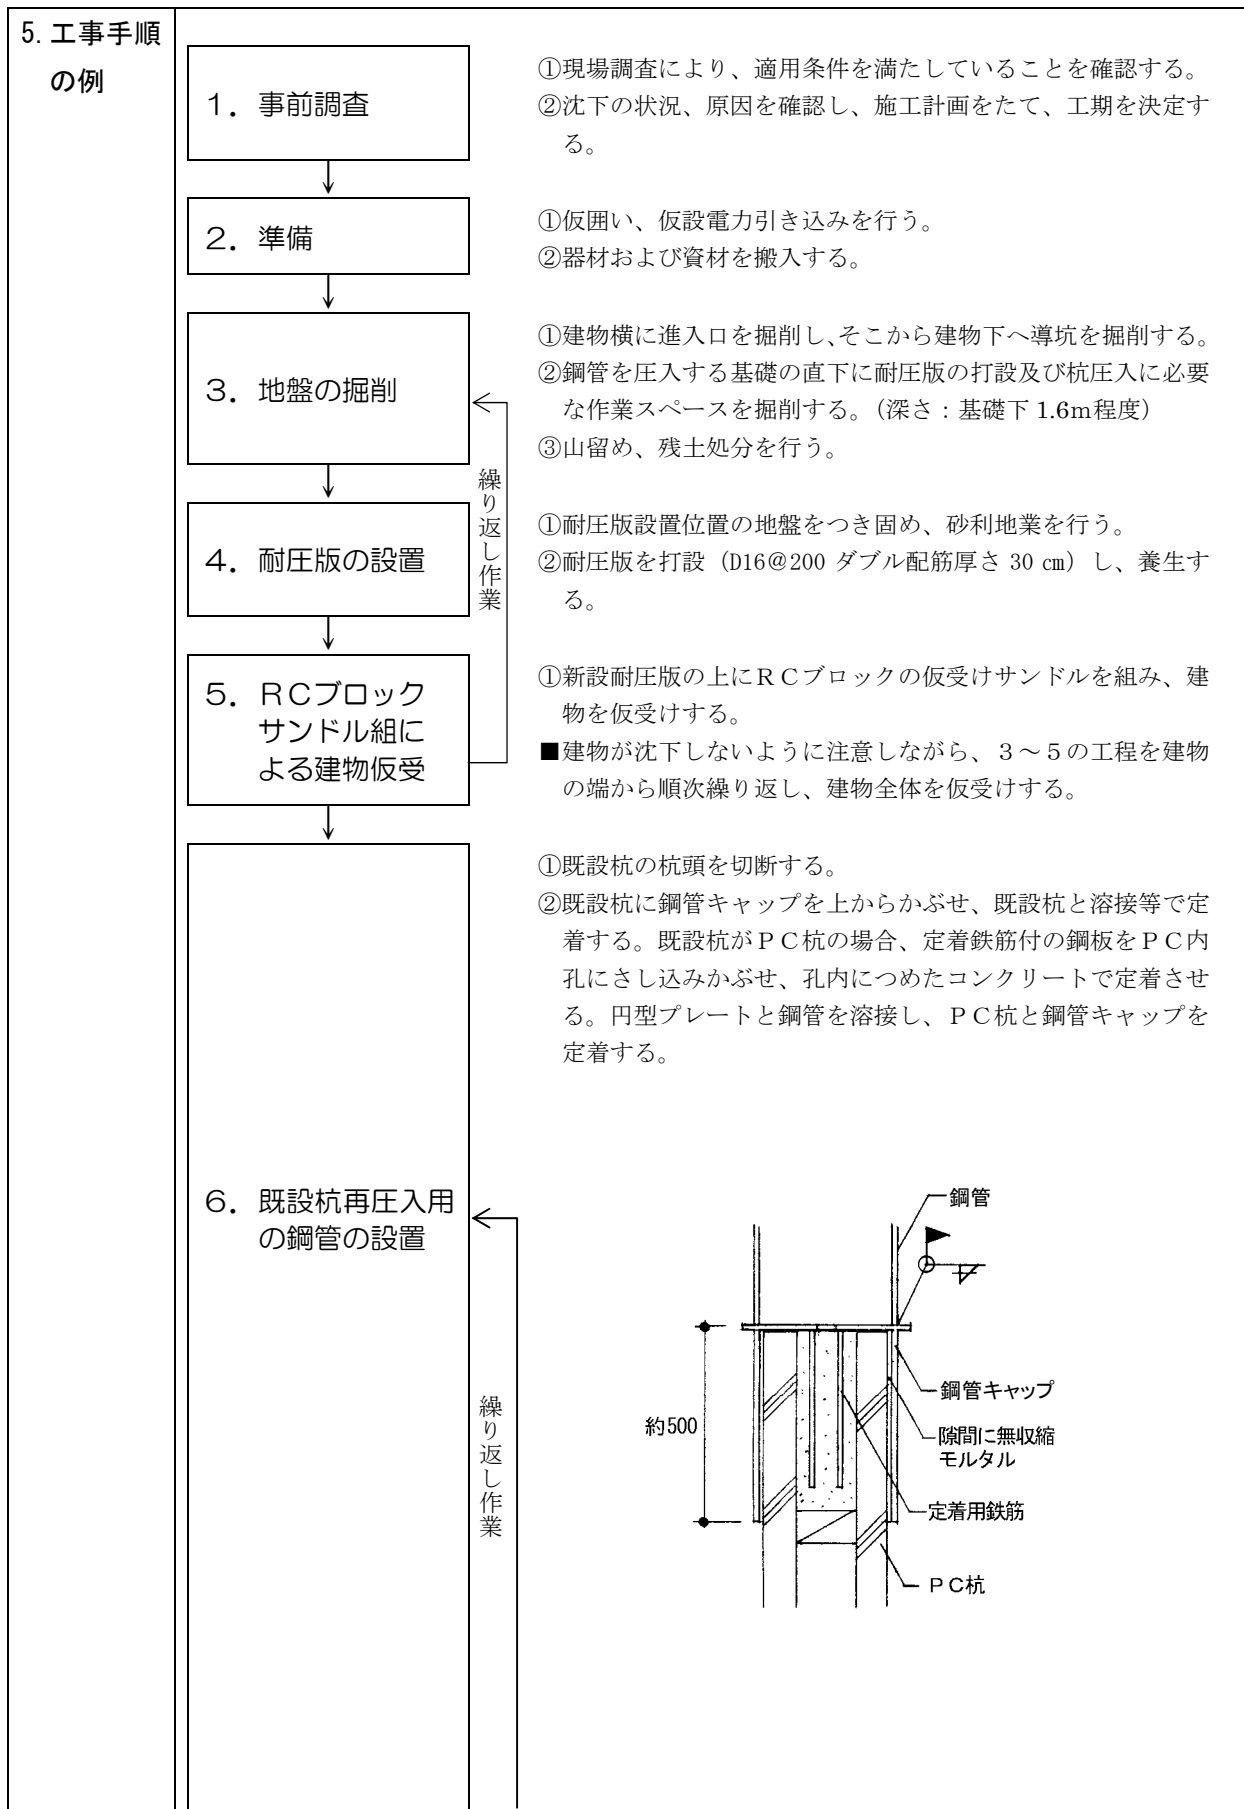 5.工事手順
の例
1．事前調査
①現場調査により、適用条件を満たしていることを確認する。
②沈下の状況、原因を確認し、施工計画をたて、工期を決定す
る。
2．準備
①仮囲い、仮設電力引き込みを行う。
②器材および資材を搬入する。
3．地盤の掘削
①建物横に進入口を掘削し、そこから建物下へ導坑を掘削する。
②鋼管を圧入する基礎の直下に耐圧版の打設及び杭圧入に必要
な作業スペースを掘削する。（深さ：基礎下 1.6ｍ程度）
③山留め、残土処分を行う。
繰り返し作業
4．耐圧版の設置
①耐圧版設置位置の地盤をつき固め、砂利地業を行う。
②耐圧版を打設（D16@200 ダブル配筋厚さ 30 ㎝）し、養生す
る。
5．ＲＣブロック
サンドル組に
よる建物仮受
①新設耐圧版の上にＲＣブロックの仮受けサンドルを組み、建
物を仮受けする。
■建物が沈下しないように注意しながら、３～５の工程を建物
の端から順次繰り返し、建物全体を仮受けする。
6．既設杭再圧入用
の鋼管の設置
①既設杭の杭頭を切断する。
②既設杭に鋼管キャップを上からかぶせ、既設杭と溶接等で定
着する。既設杭がＰＣ杭の場合、定着鉄筋付の鋼板をＰＣ内
孔にさし込みかぶせ、孔内につめたコンクリートで定着させ
る。円型プレートと鋼管を溶接し、ＰＣ杭と鋼管キャップを
定着する。
繰り返し作業
鋼管
鋼管キャップ
約500
隙間に無収縮
モルタル
定着用鉄筋
ＰＣ杭